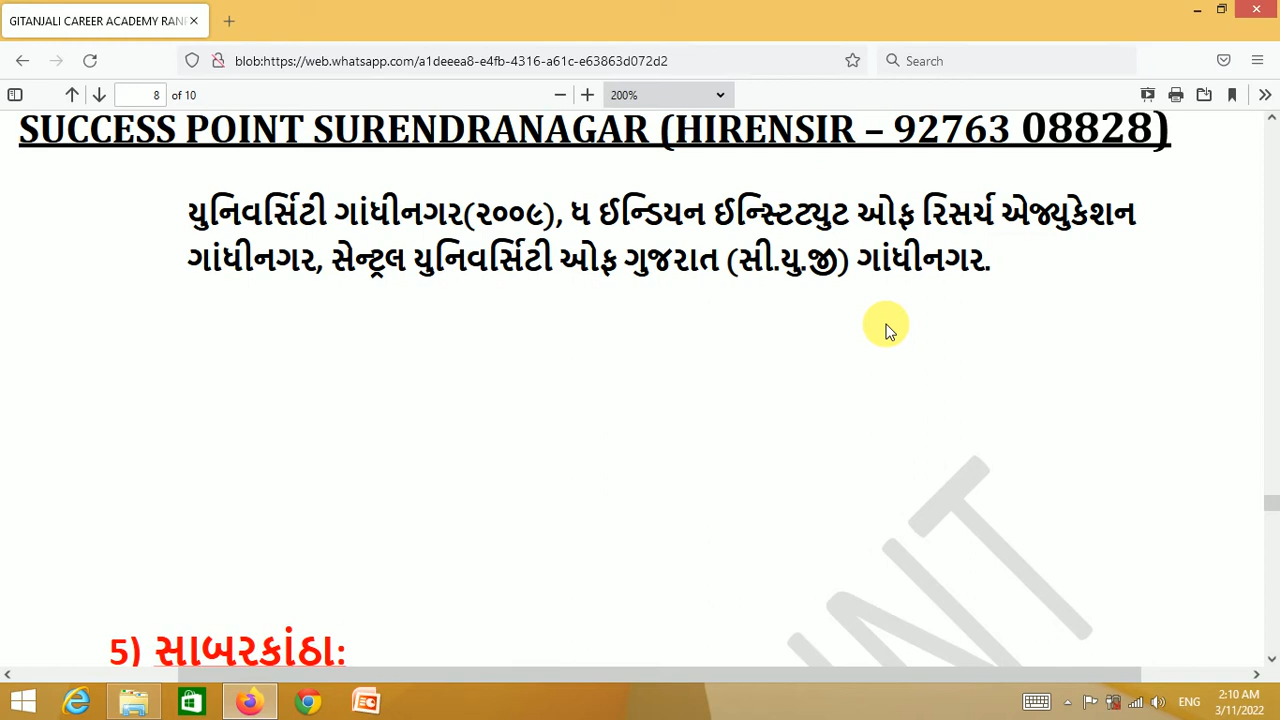 GITANJALI CAREER ACADEMY RANF
blob:https://web.whatsapp.com/a1deeea8-e4fb-4316-a61c-e63863d072d2
Search
8 of 10
200%
SUCCESS POINT SURENDRANAGAR (HIRENSIR – 92763 08828)
યુનિવર્સિટી ગાંધીનગર(૨૦૦૯), ધ ઈન્ડિયન ઈન્સ્ટિટ્યુટ ઓફ રિસર્ચ એજ્યુકેશન
ગાંધીનગર, સેન્ટ્રલ યુનિવર્સિટી ઓફ ગુજરાત (સી.યુ.જી) ગાંધીનગર.
5) સાબરકાંઠા:
ENG
2:10 AM
3/11/2022